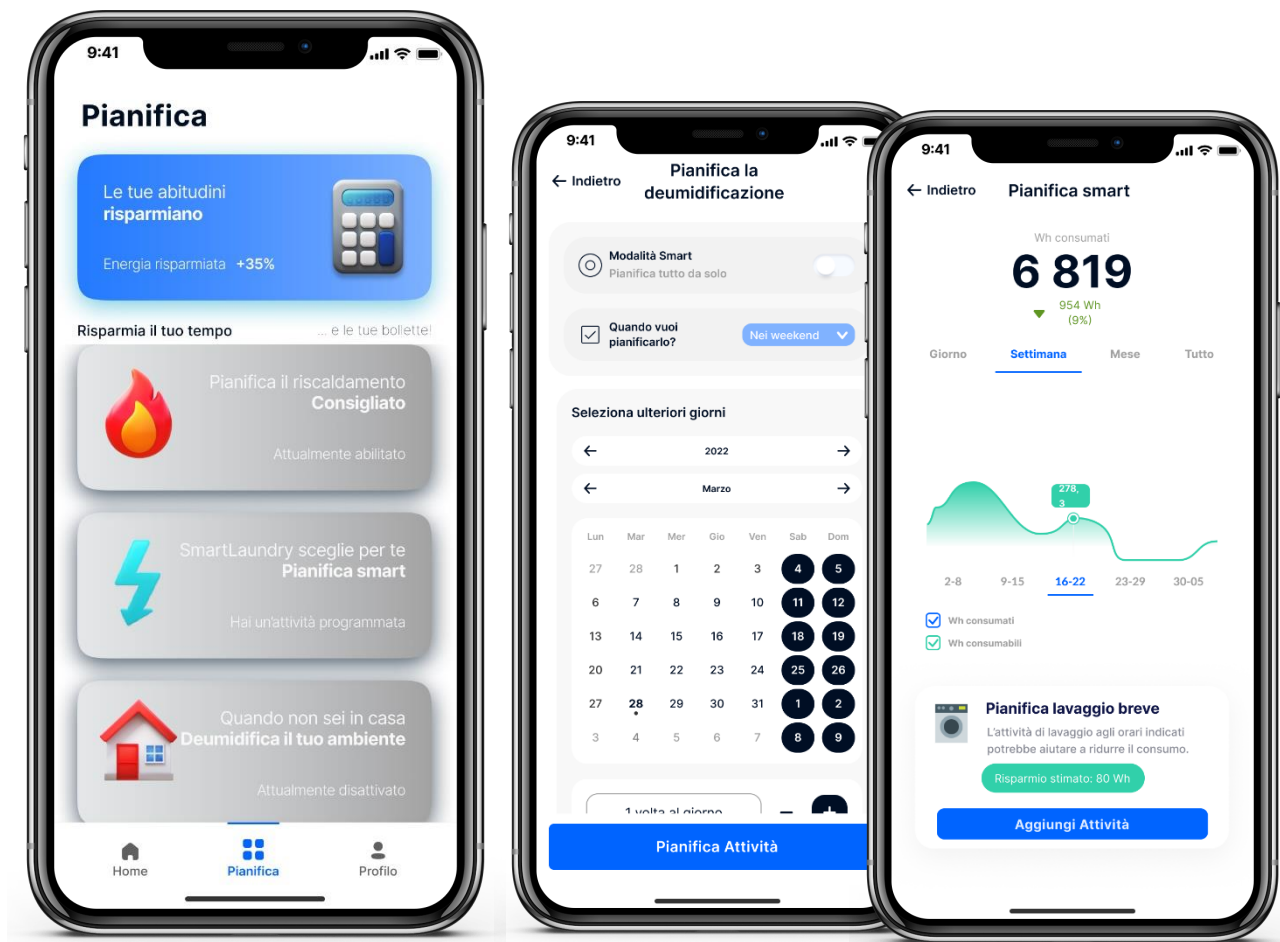 9:41
Pianifica
Le tue abitudini
risparmiano
Energia risparmiata +35%
Risparmia il tuo tempo ... e le tue bollette!
Pianifica il riscaldamento
Consigliato
Attualmente abilitato
SmartLaundry sceglie per te
Pianifica smart
Hai un'attività programmata
Quando non sei in casa
Deumidifica il tuo ambiente
Attualmente disattivato
Home Pianifica Profilo
9:41
← Indietro
Pianifica la
deumidificazione
Modalità Smart
Pianifica tutto da solo
Quando vuoi
pianificarlo?
Nei weekend
Seleziona ulteriori giorni
← 2022 →
← Marzo →
Lun Mar Mer Gio Ven Sab Dom
27 28 1 2 3 4 5
6 7 8 9 10 11 12
13 14 15 16 17 18 19
20 21 22 23 24 25 26
27 28 29 30 31 1 2
3 4 5 6 7 8 9
1 volta al giorno − +
Pianifica Attività
9:41
← Indietro Pianifica smart
Wh consumati
6 819
954 Wh
(9%)
Giorno Settimana Mese Tutto
278,
3
2-8 9-15 16-22 23-29 30-05
Wh consumati
Wh consumabili
Pianifica lavaggio breve
L'attività di lavaggio agli orari indicati
potrebbe aiutare a ridurre il consumo.
Risparmio stimato: 80 Wh
Aggiungi Attività